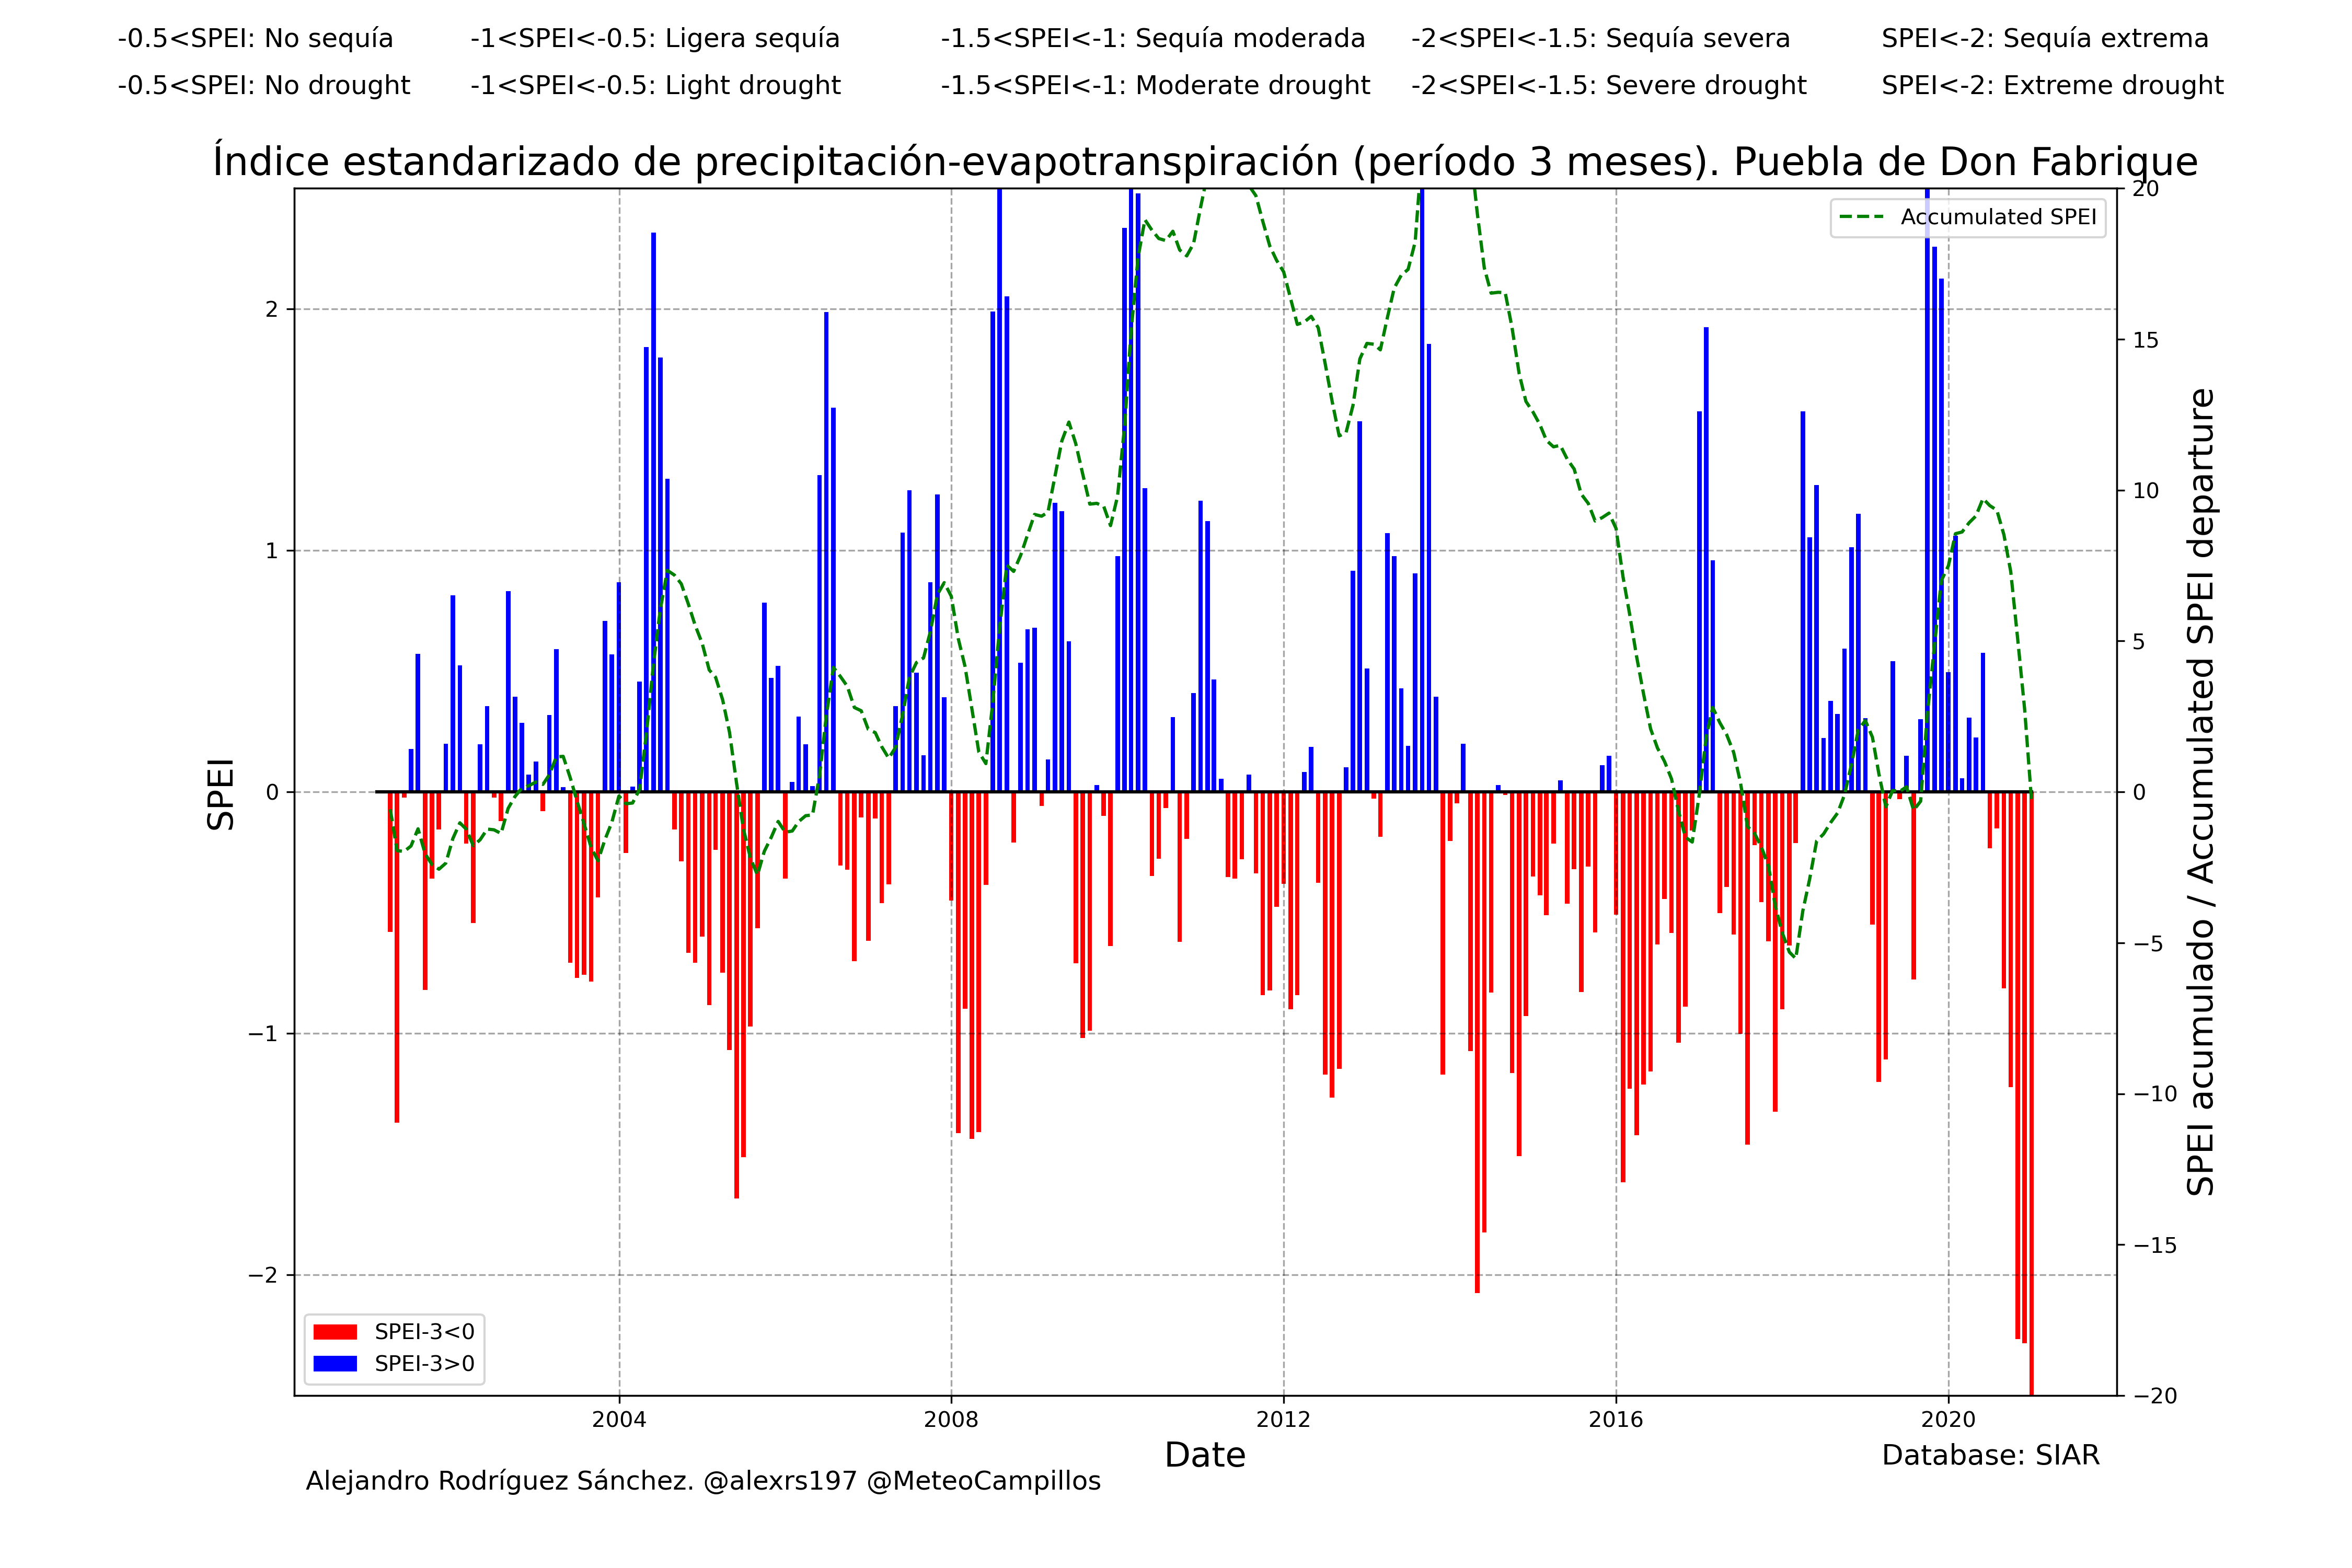 -0.5<SPEI: No sequía -1<SPEI<-0.5: Ligera sequía -1.5<SPEI<-1: Sequía moderada -2<SPEI<-1.5: Sequía severa SPEI<-2: Sequía extrema
-0.5<SPEI: No drought -1<SPEI<-0.5: Light drought -1.5<SPEI<-1: Moderate drought -2<SPEI<-1.5: Severe drought SPEI<-2: Extreme drought
Índice estandarizado de precipitación-evapotranspiración (período 3 meses). Puebla de Don Fabrique
Accumulated SPEI
SPEI
2
1
0
−1
−2
20
15
10
5
0
−5
−10
−15
−20
SPEI acumulado / Accumulated SPEI departure
SPEI-3<0
SPEI-3>0
2004 2008 2012 2016 2020
Date
Database: SIAR
Alejandro Rodríguez Sánchez. @alexrs197 @MeteoCampillos